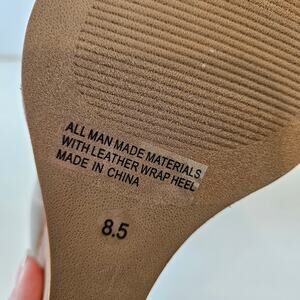 ALL MAN MADE MATERIALS
WITH LEATHER WRAP HEEL
MADE IN CHINA
8.5